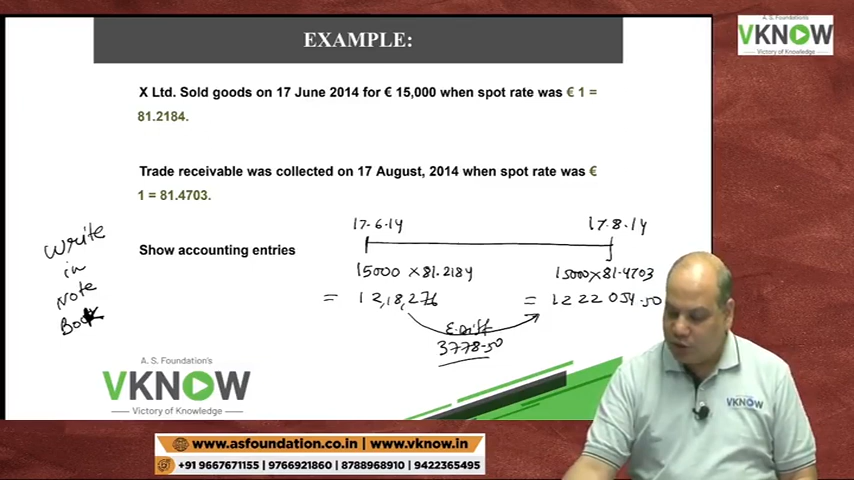 EXAMPLE:
A. S. Foundation's
VKNOW
Victory of Knowledge
X Ltd. Sold goods on 17 June 2014 for € 15,000 when spot rate was € 1 =
81.2184.
Trade receivable was collected on 17 August, 2014 when spot rate was €
1 = 81.4703.
Show accounting entries
write
in
Note
Book
17.6.14
17.8.14
15000 × 81.2184
15000 × 81.4703
= 12,18,276
= 12 22 054.50
E.Diff
3778.50
A. S. Foundation's
VKNOW
Victory of Knowledge
VKNOW
www.asfoundation.co.in | www.vknow.in
+91 9667671155 | 9766921860 | 8788968910 | 9422365495